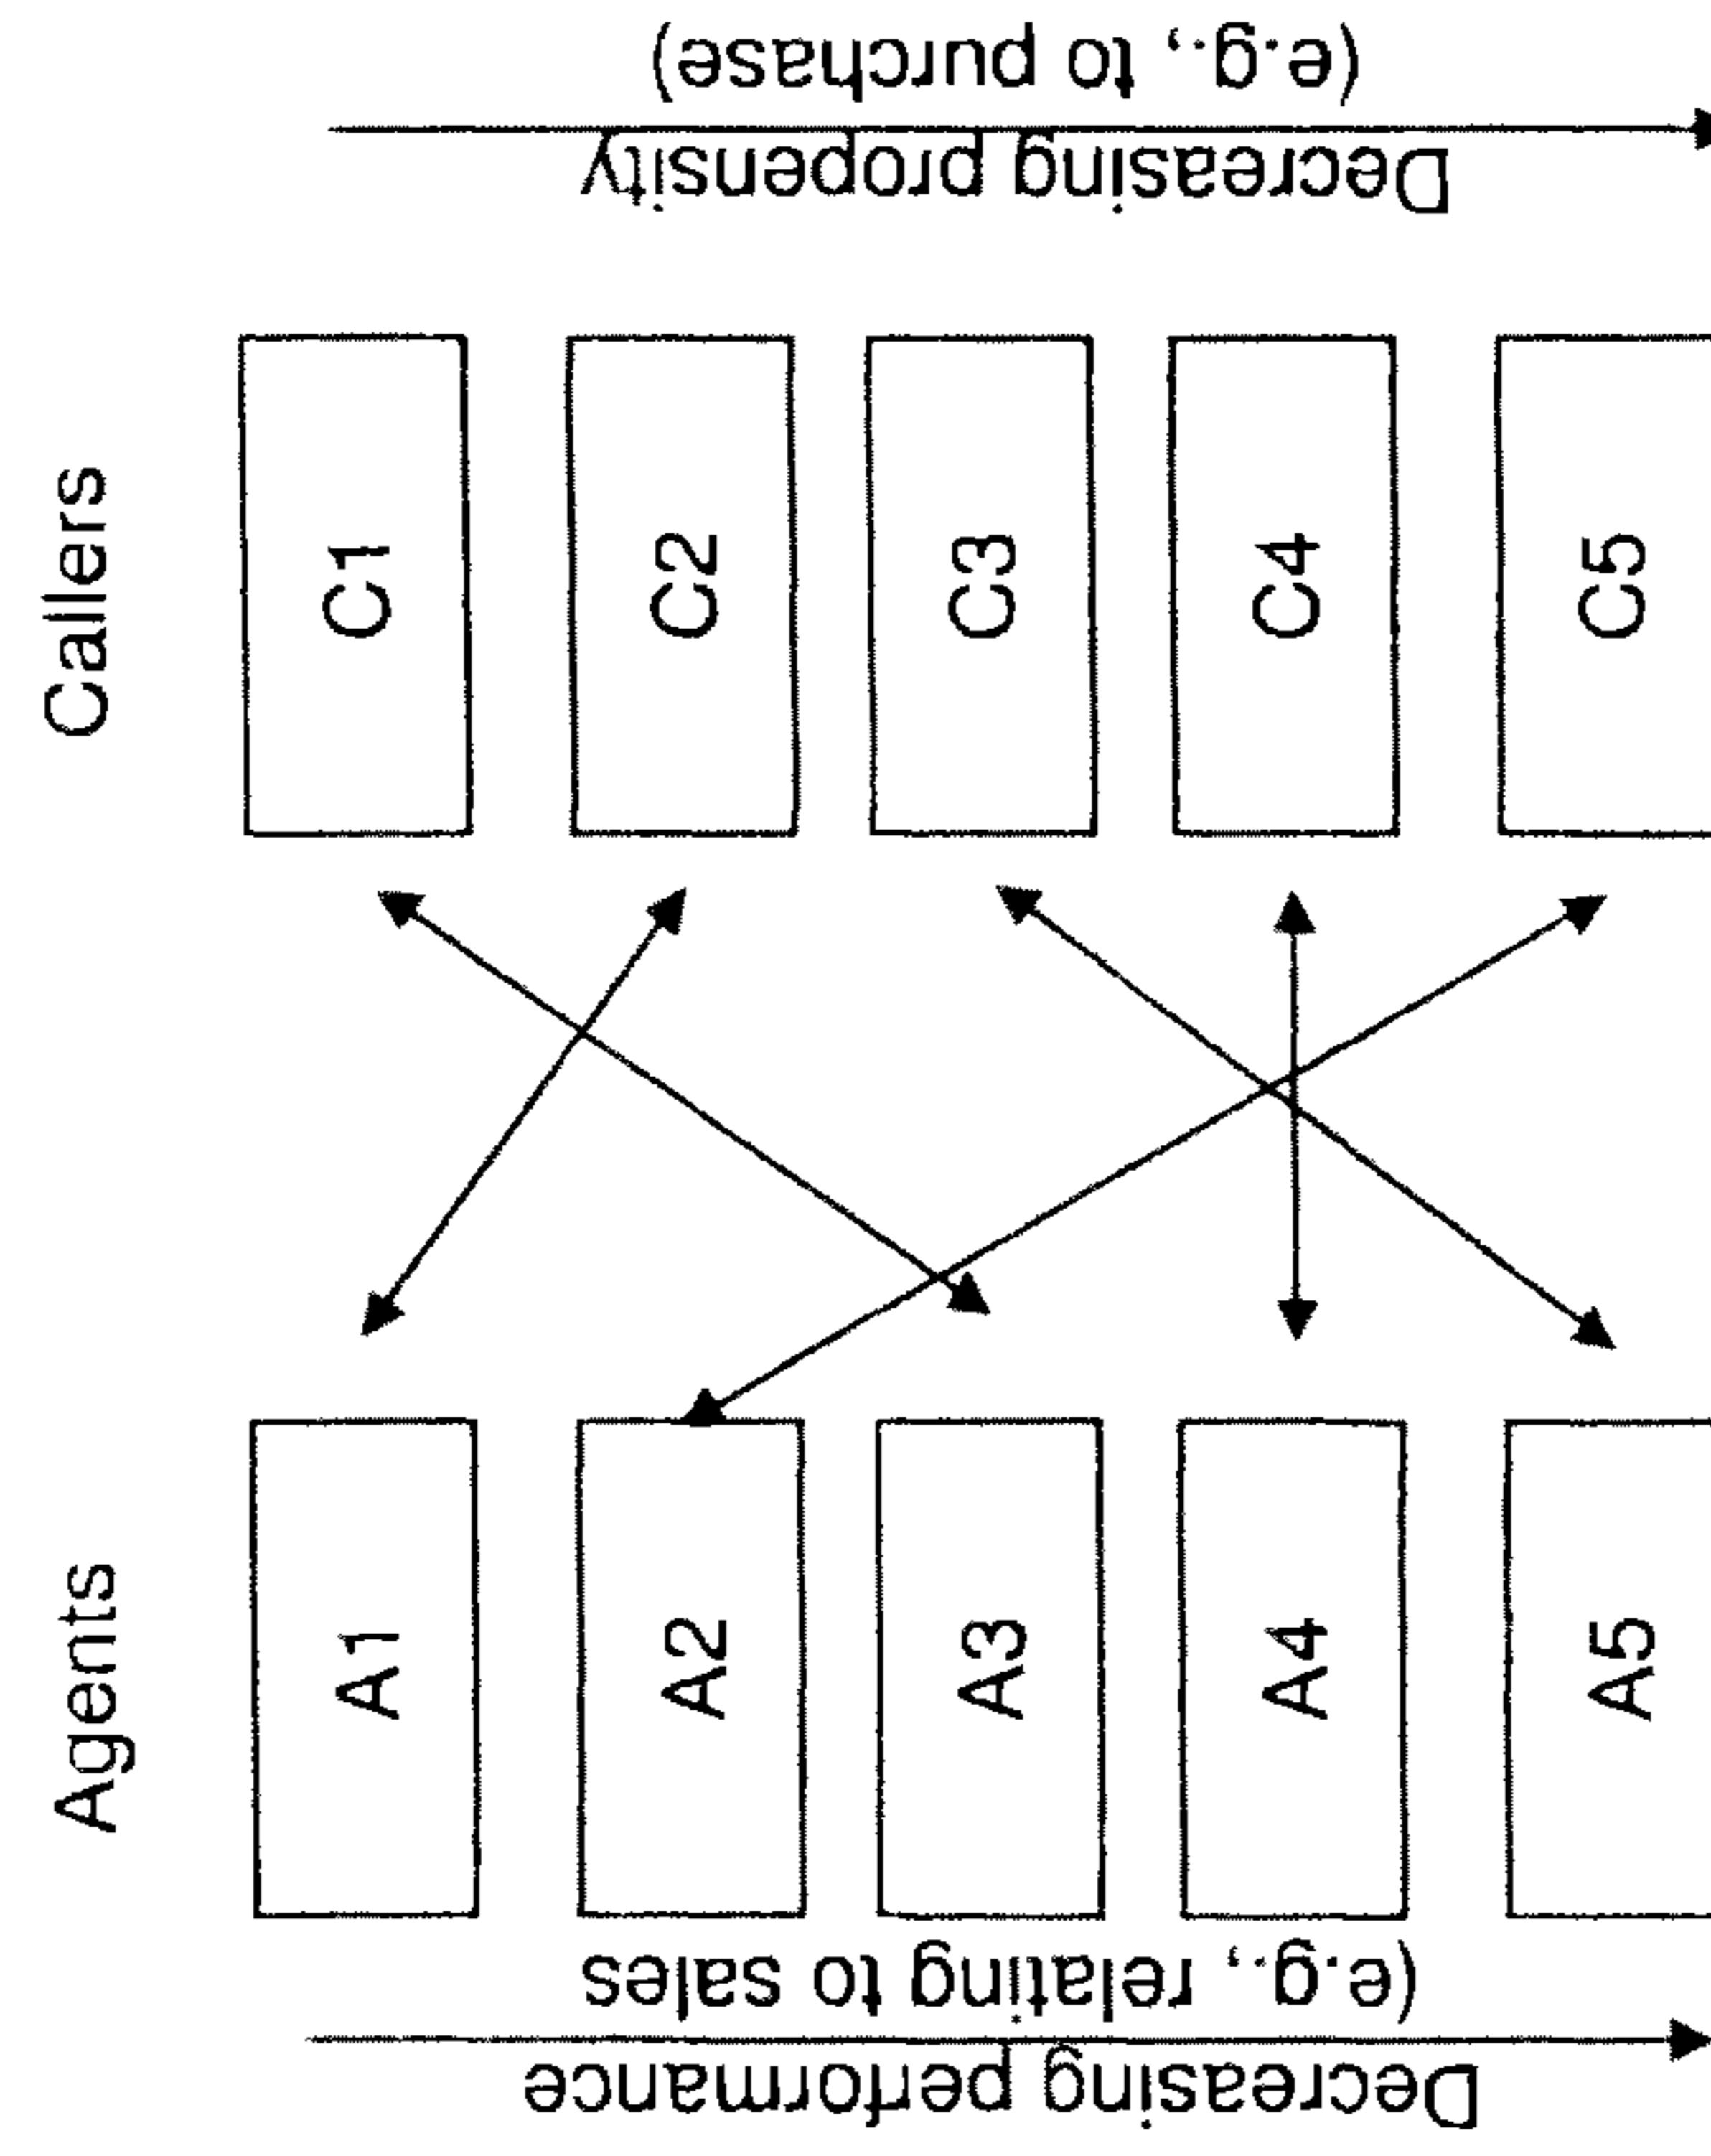 Agents
Callers
A1
C1
A2
C2
A3
C3
A4
C4
A5
C5
Decreasing performance
(e.g., relating to sales
Decreasing propensity
(e.g., to purchase)